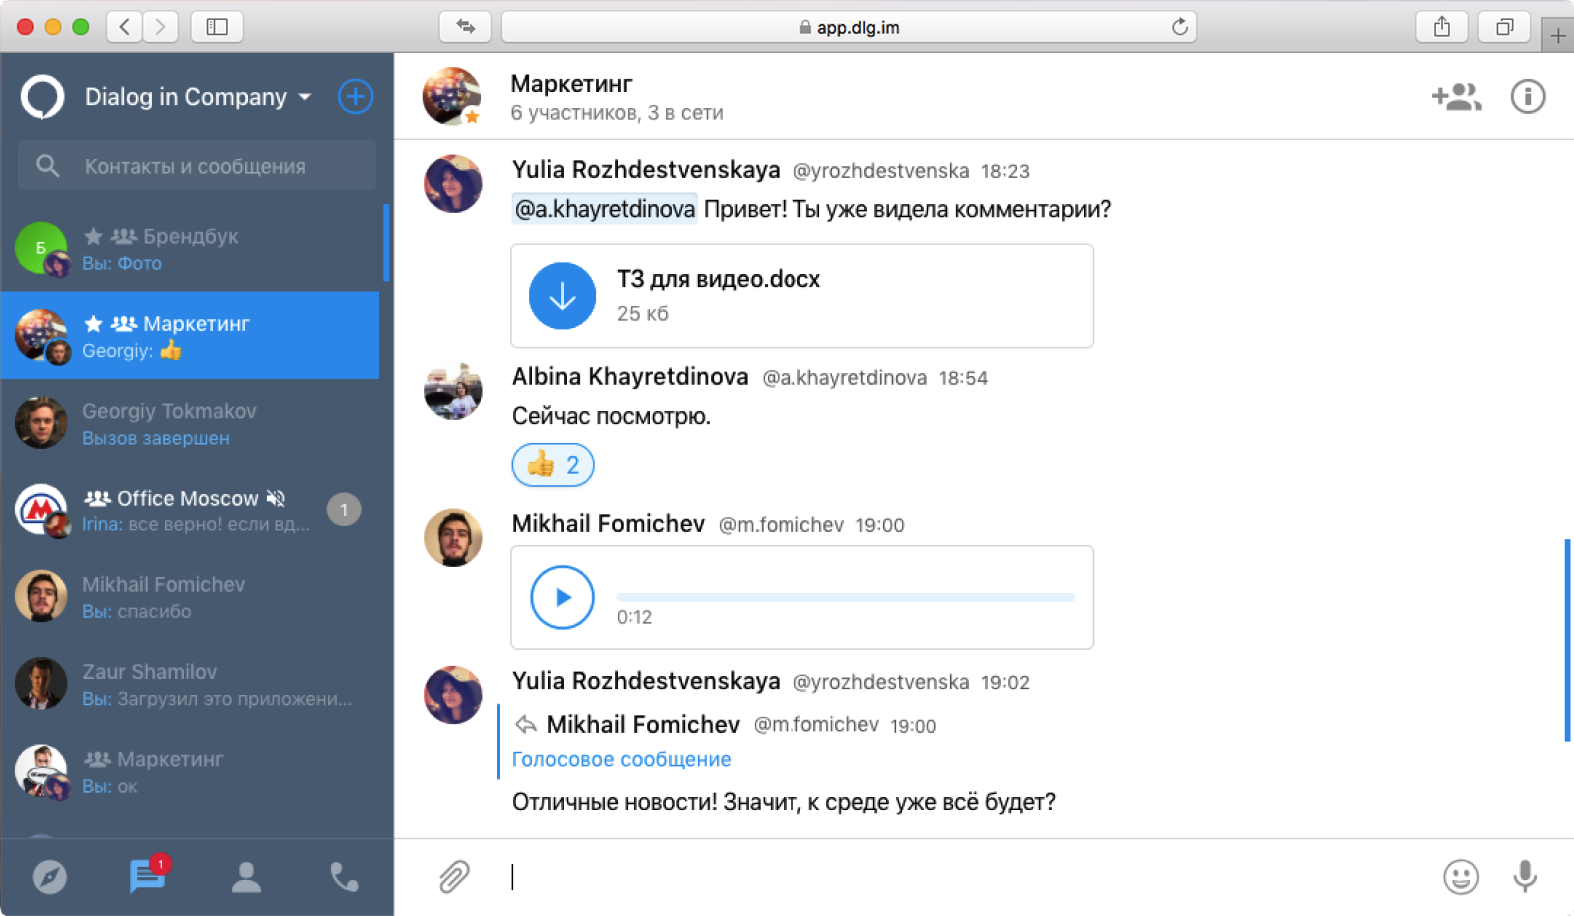 app.dlg.im
Dialog in Company
Контакты и сообщения
Б
Брендбук
Вы: Фото
Маркетинг
Georgiy: 👍
Georgiy Tokmakov
Вызов завершен
Office Moscow
1
Irina: все верно! если вд...
Mikhail Fomichev
Вы: спасибо
Zaur Shamilov
Вы: Загрузил это приложени...
Маркетинг
Вы: ок
1
Маркетинг
6 участников, 3 в сети
Yulia Rozhdestvenskaya @yrozhdestvenska 18:23
@a.khayretdinova Привет! Ты уже видела комментарии?
ТЗ для видео.docx
25 кб
Albina Khayretdinova @a.khayretdinova 18:54
Сейчас посмотрю.
👍 2
Mikhail Fomichev @m.fomichev 19:00
0:12
Yulia Rozhdestvenskaya @yrozhdestvenska 19:02
Mikhail Fomichev @m.fomichev 19:00
Голосовое сообщение
Отличные новости! Значит, к среде уже всё будет?